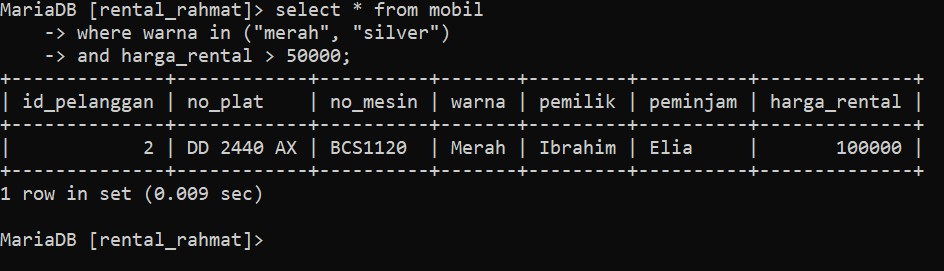 MariaDB [rental_rahmat]> select * from mobil
    -> where warna in ("merah", "silver")
    -> and harga_rental > 50000;
+--------------+------------+----------+-------+---------+----------+--------------+
| id_pelanggan | no_plat    | no_mesin | warna | pemilik | peminjam | harga_rental |
+--------------+------------+----------+-------+---------+----------+--------------+
|            2 | DD 2440 AX | BCS1120  | Merah | Ibrahim | Elia     |       100000 |
+--------------+------------+----------+-------+---------+----------+--------------+
1 row in set (0.009 sec)

MariaDB [rental_rahmat]>